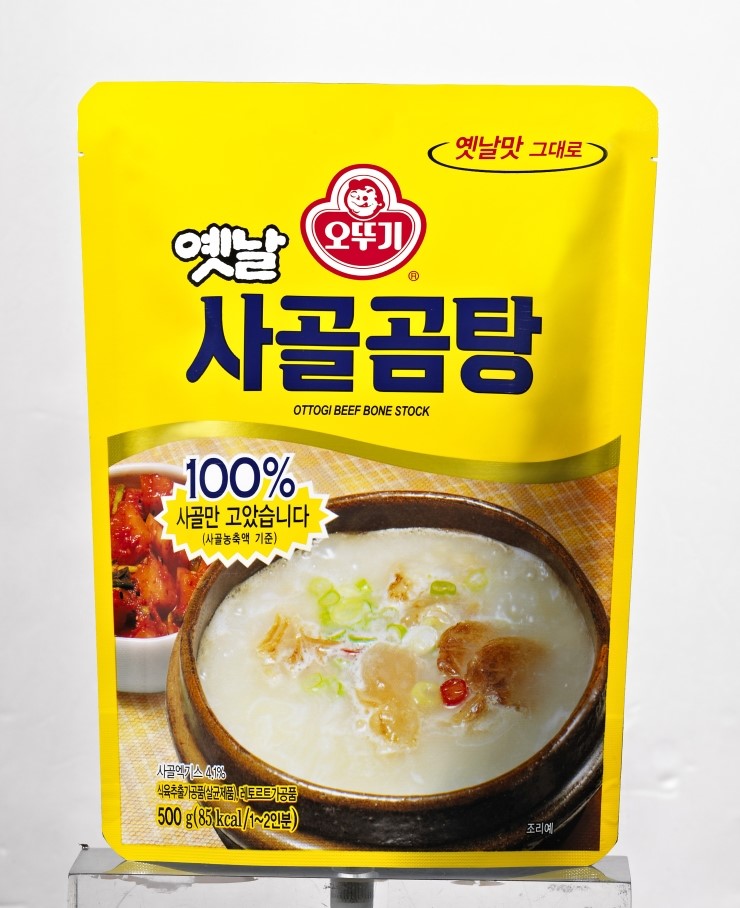 옛날맛 그대로
오뚜기
®
옛날
사골곰탕
OTTOGI BEEF BONE STOCK
100%
사골만 고았습니다
(사골농축액 기준)
사골엑기스 4.1%
식육추출가공품(살균제품), 레토르트가공품
500 g(85 kcal/1~2인분)
조리예